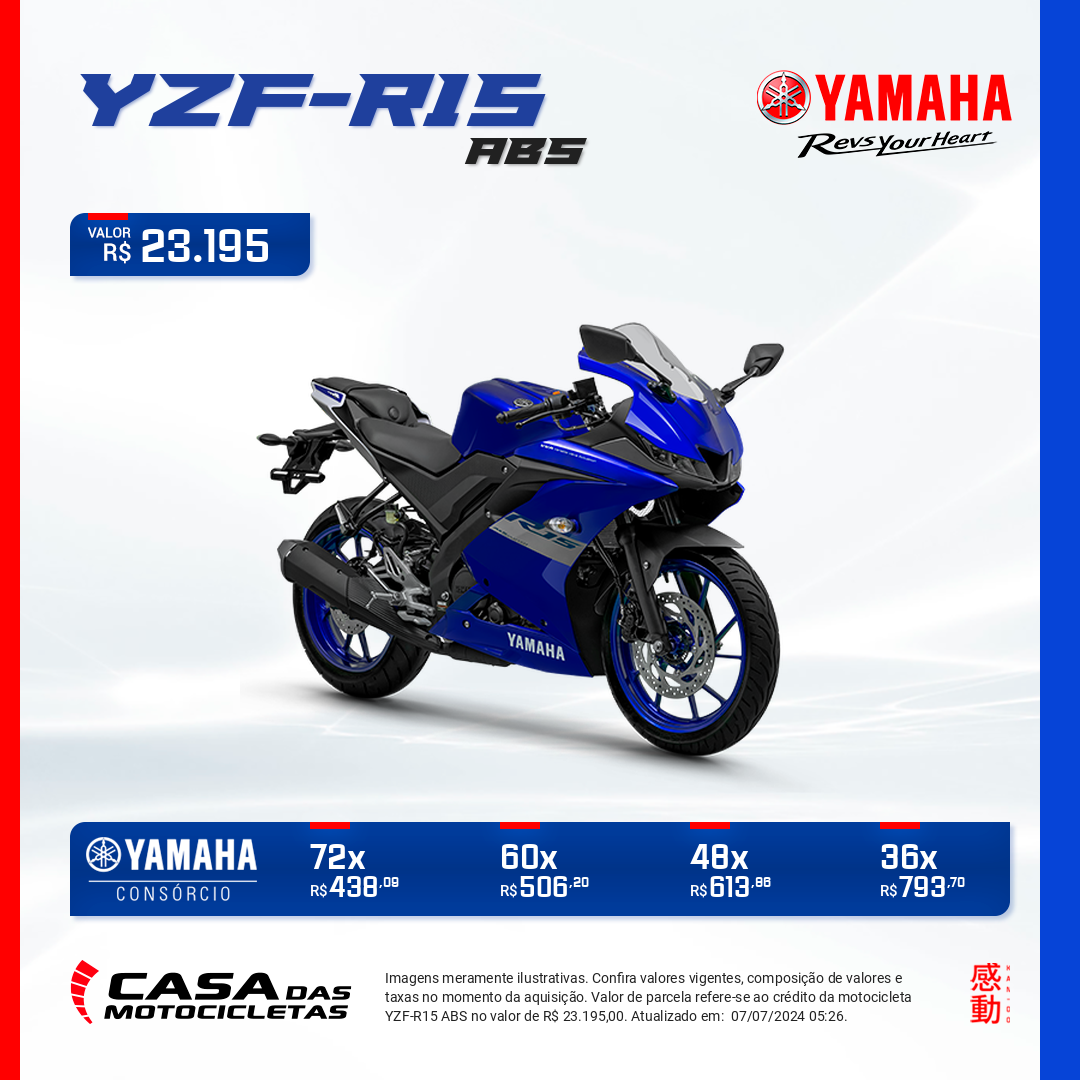 YZF-R15
ABS
YAMAHA
Revs Your Heart
VALOR
R$ 23.195
R15
YAMAHA
YAMAHA
CONSÓRCIO
72x
R$ 438,09
60x
R$ 506,20
48x
R$ 613,86
36x
R$ 793,70
CASA DAS
MOTOCICLETAS
Imagens meramente ilustrativas. Confira valores vigentes, composição de valores e
taxas no momento da aquisição. Valor de parcela refere-se ao crédito da motocicleta
YZF-R15 ABS no valor de R$ 23.195,00. Atualizado em: 07/07/2024 05:26.
感動